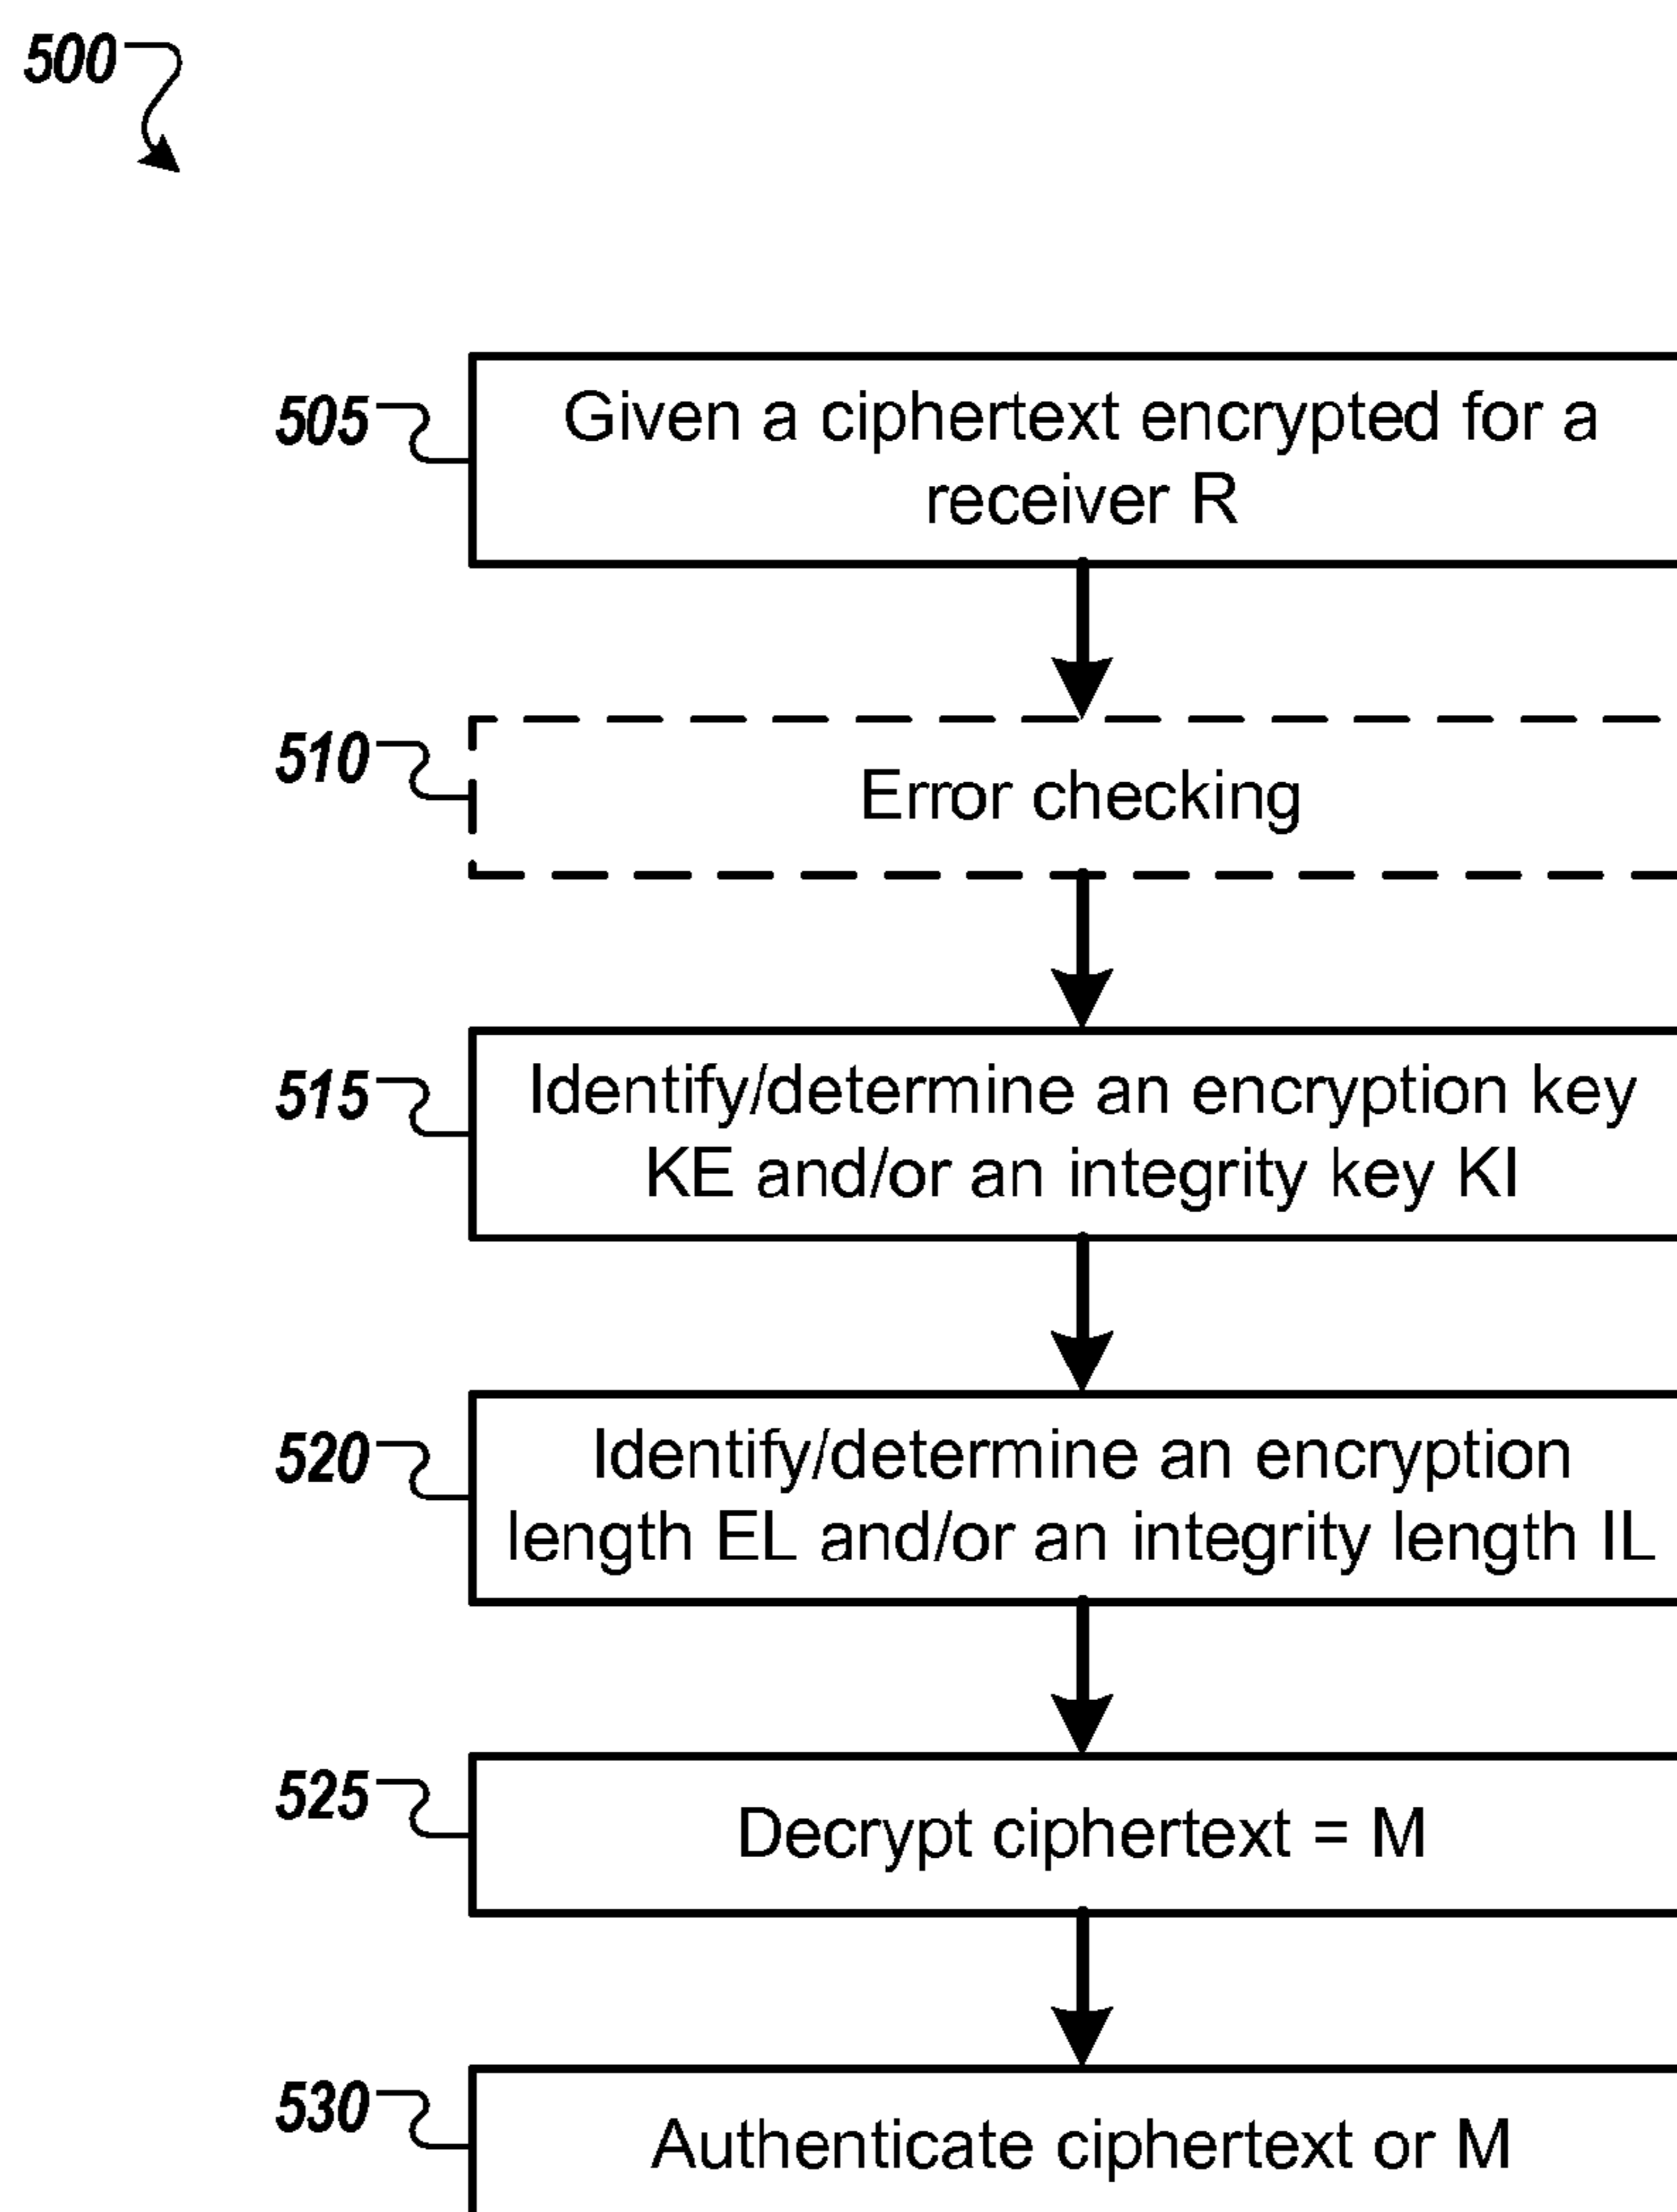 500
505
Given a ciphertext encrypted for a
receiver R
510
Error checking
515
Identify/determine an encryption key
KE and/or an integrity key KI
520
Identify/determine an encryption
length EL and/or an integrity length IL
525
Decrypt ciphertext = M
530
Authenticate ciphertext or M